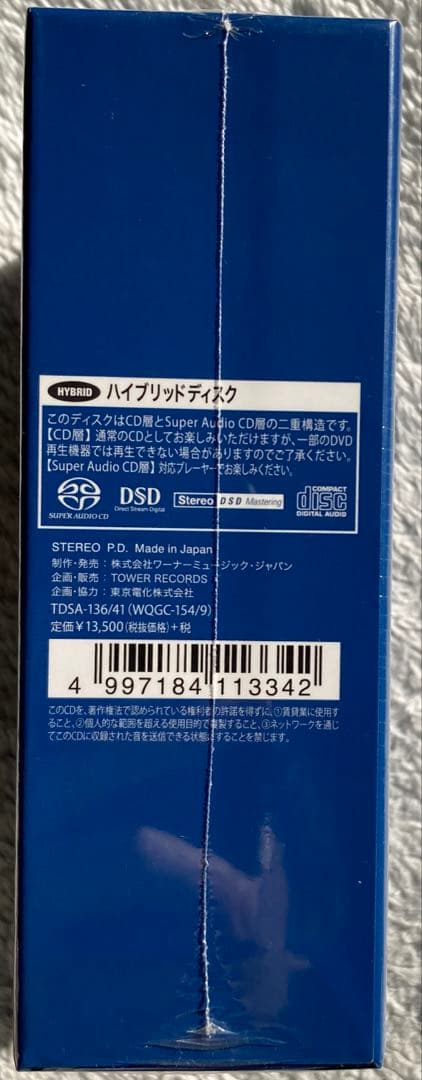 HYBRID ハイブリッドディスク
このディスクはCD層とSuper Audio CD層の二重構造です。
【CD層】通常のCDとしてお楽しみいただけますが、一部のDVD
再生機器では再生できない場合がありますのでご了承ください。
【Super Audio CD層】対応プレーヤーでお楽しみください。
SUPER AUDIO CD
DSD
Direct Stream Digital
Stereo DSD Mastering
COMPACT
disc
DIGITAL AUDIO
STEREO P.D. Made in Japan
制作・発売：株式会社ワーナーミュージック・ジャパン
企画・販売：TOWER RECORDS
企画・協力：東京電化株式会社
TDSA-136/41 (WQGC-154/9)
定価¥13,500(税抜価格)+税
4 997184 113342
このCDを、著作権法で認められている権利者の許諾を得ずに、①賃貸業に使用す
ること、②個人的な範囲を超える使用目的で複製すること、③ネットワークを通じ
てこのCDに収録された音を送信できる状態にすることを禁じます。